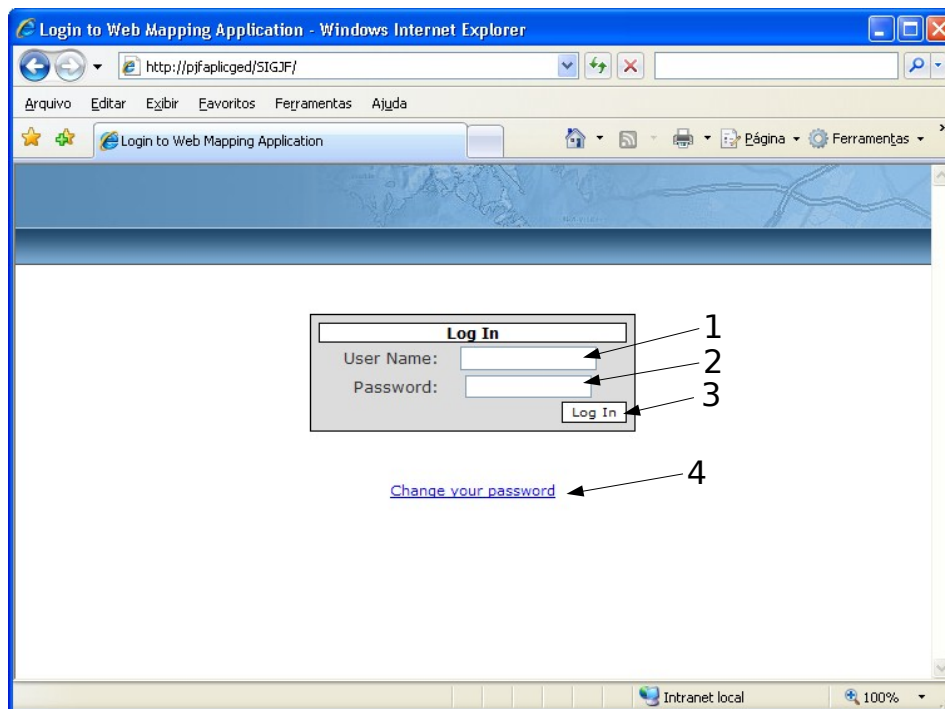 Login to Web Mapping Application - Windows Internet Explorer
http://pjfaplicged/SIGJF/
Arquivo Editar Exibir Favoritos Ferramentas Ajuda
Login to Web Mapping Application Página Ferramentas
Log In
1
User Name:
2
Password:
3
Log In
4
Change your password
Intranet local 100%